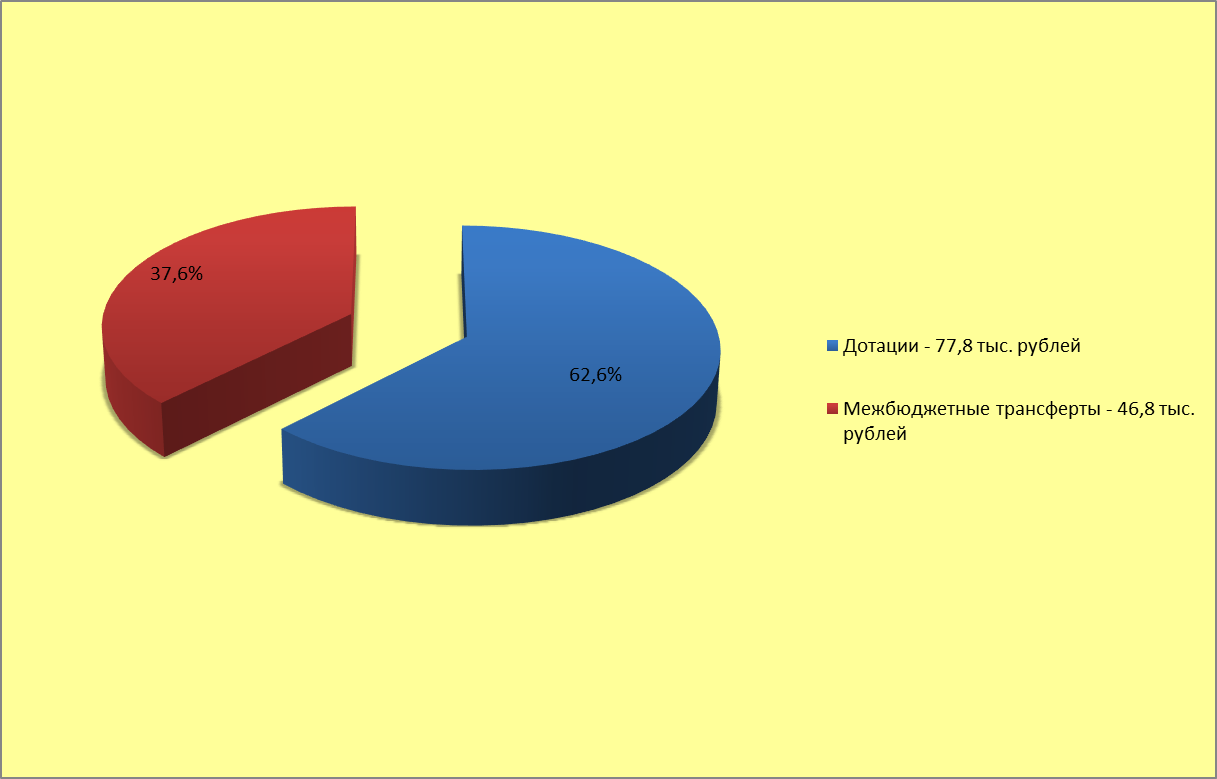 37,6%
62,6%
Дотации - 77,8 тыс. рублей
Межбюджетные трансферты - 46,8 тыс.
рублей